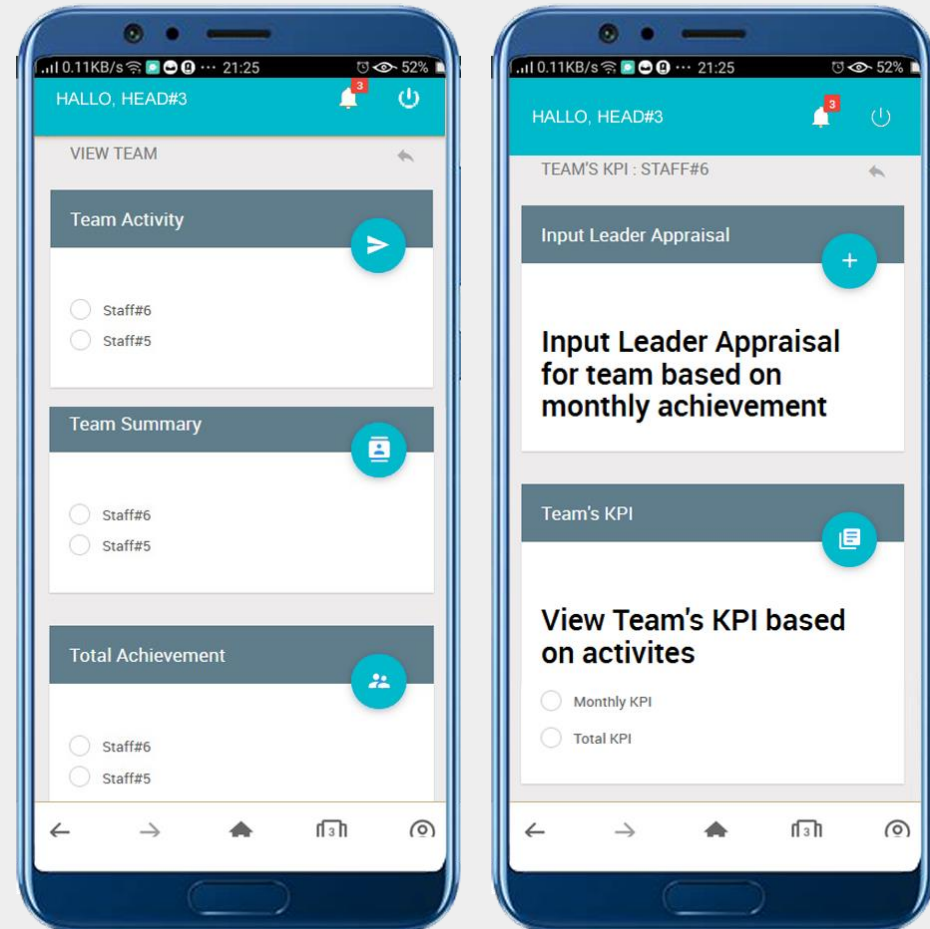 0.11KB/s 21:25 52%
HALLO, HEAD#3
3
VIEW TEAM
Team Activity
Staff#6
Staff#5
Team Summary
Staff#6
Staff#5
Total Achievement
Staff#6
Staff#5
3
0.11KB/s 21:25 52%
HALLO, HEAD#3
3
TEAM'S KPI : STAFF#6
Input Leader Appraisal
Input Leader Appraisal
for team based on
monthly achievement
Team's KPI
View Team's KPI based
on activites
Monthly KPI
Total KPI
3